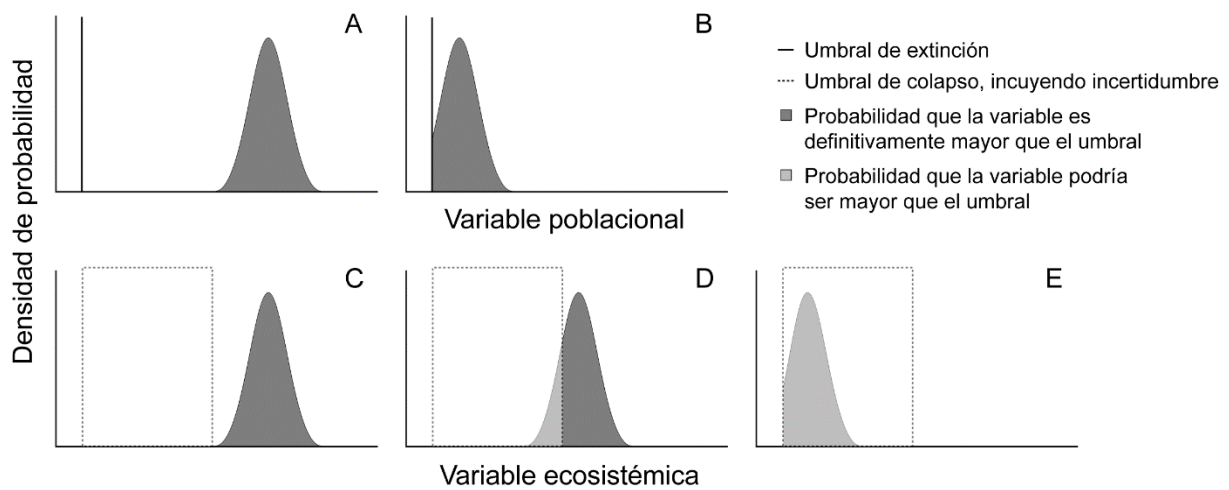 A
B
Umbral de extinción
Umbral de colapso, incuyendo incertidumbre
Probabilidad que la variable es
definitivamente mayor que el umbral
Probabilidad que la variable podría
ser mayor que el umbral
Densidad de probabilidad
Variable poblacional
C
D
E
Variable ecosistémica